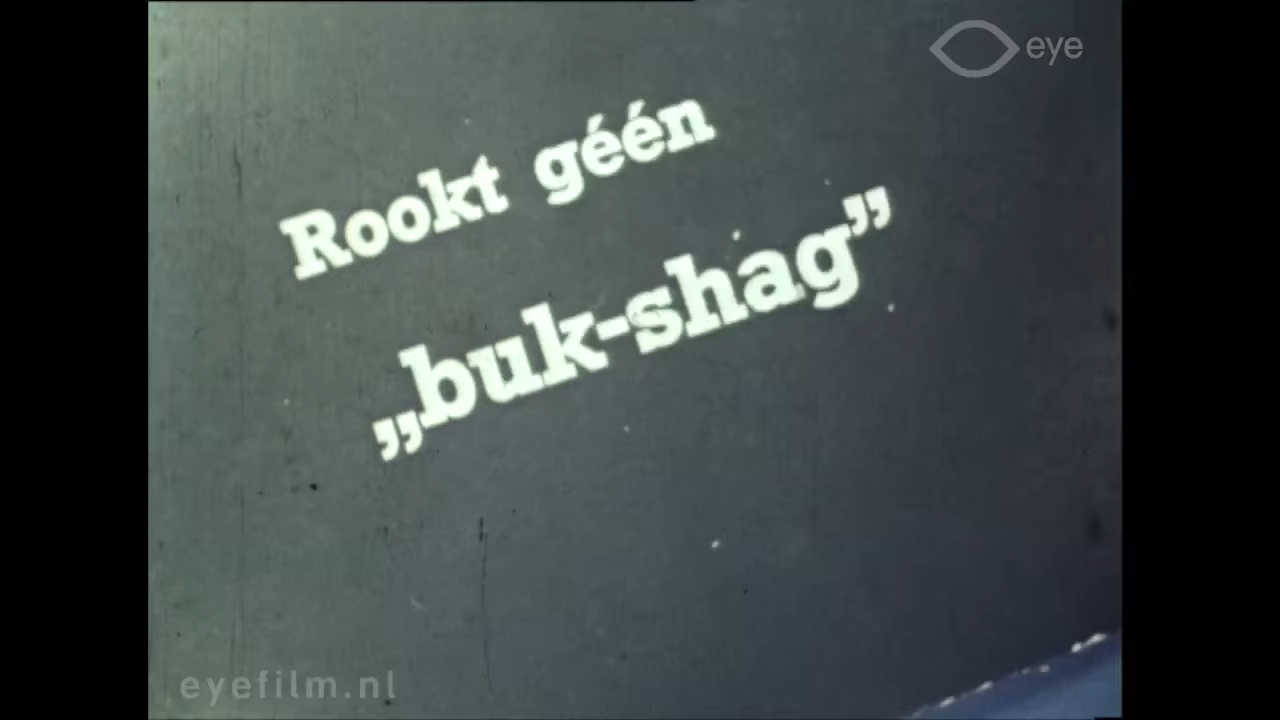 eye
Rookt géén
„buk-shag”
eyefilm.nl